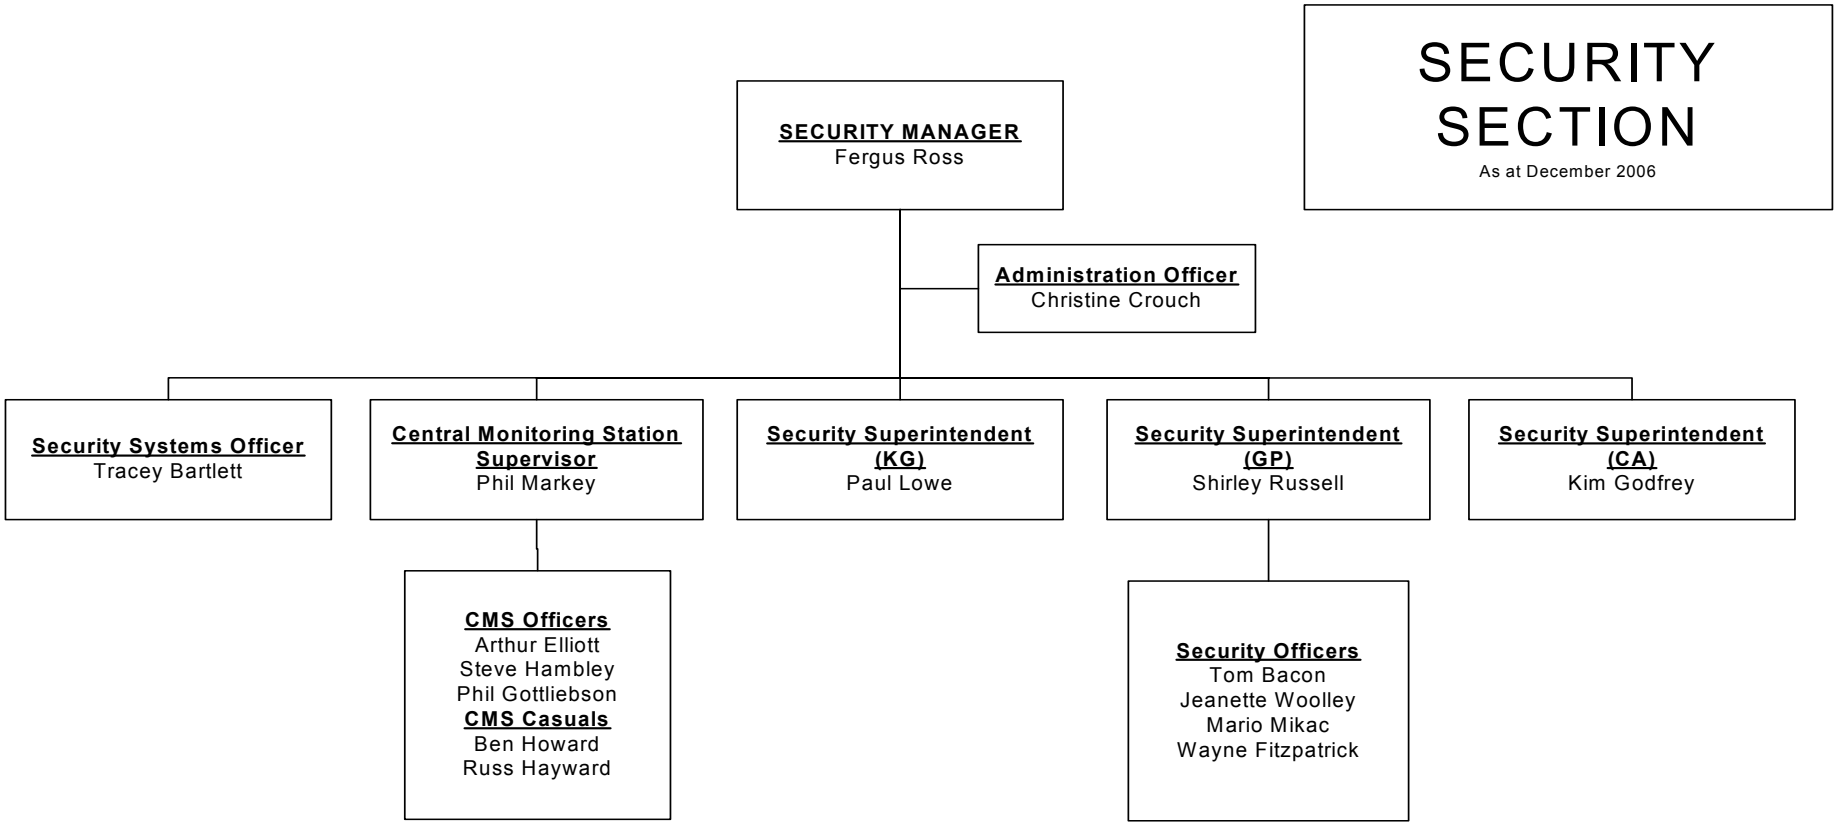 SECURITY
SECTION
As at December 2006
SECURITY MANAGER
Fergus Ross
Administration Officer
Christine Crouch
Security Systems Officer
Tracey Bartlett
Central Monitoring Station
Supervisor
Phil Markey
Security Superintendent
(KG)
Paul Lowe
Security Superintendent
(GP)
Shirley Russell
Security Superintendent
(CA)
Kim Godfrey
CMS Officers
Arthur Elliott
Steve Hambley
Phil Gottliebson
CMS Casuals
Ben Howard
Russ Hayward
Security Officers
Tom Bacon
Jeanette Woolley
Mario Mikac
Wayne Fitzpatrick